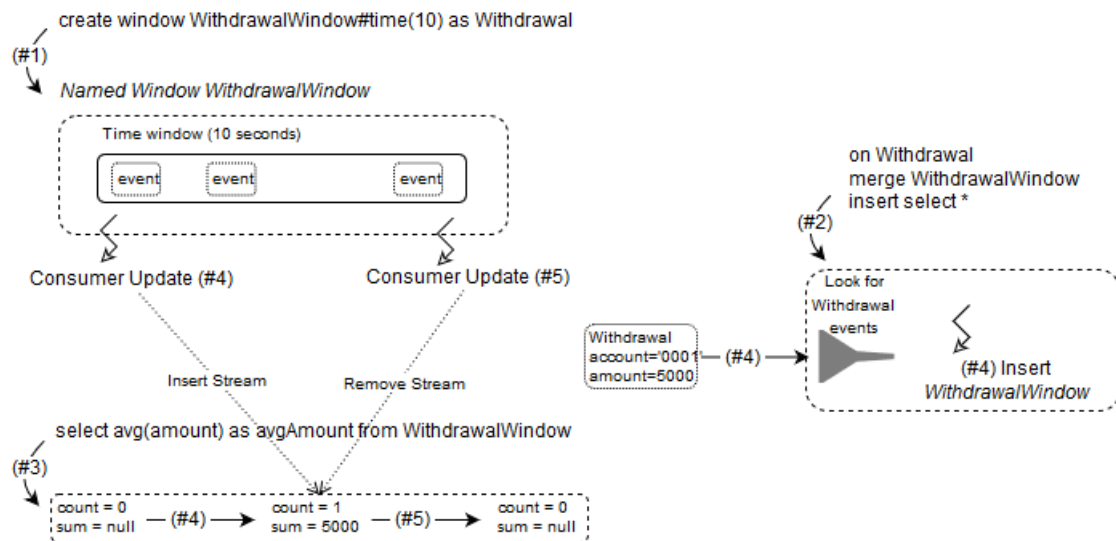 create window WithdrawalWindow#time(10) as Withdrawal
(#1)
Named Window WithdrawalWindow
Time window (10 seconds)
event
event
event
Consumer Update (#4)
Consumer Update (#5)
Insert Stream
Remove Stream
select avg(amount) as avgAmount from WithdrawalWindow
(#3)
count = 0
sum = null
(#4)
count = 1
sum = 5000
(#5)
count = 0
sum = null
on Withdrawal
merge WithdrawalWindow
insert select *
(#2)
Look for
Withdrawal
events
Withdrawal
account='0001'
amount=5000
(#4)
(#4) Insert
WithdrawalWindow